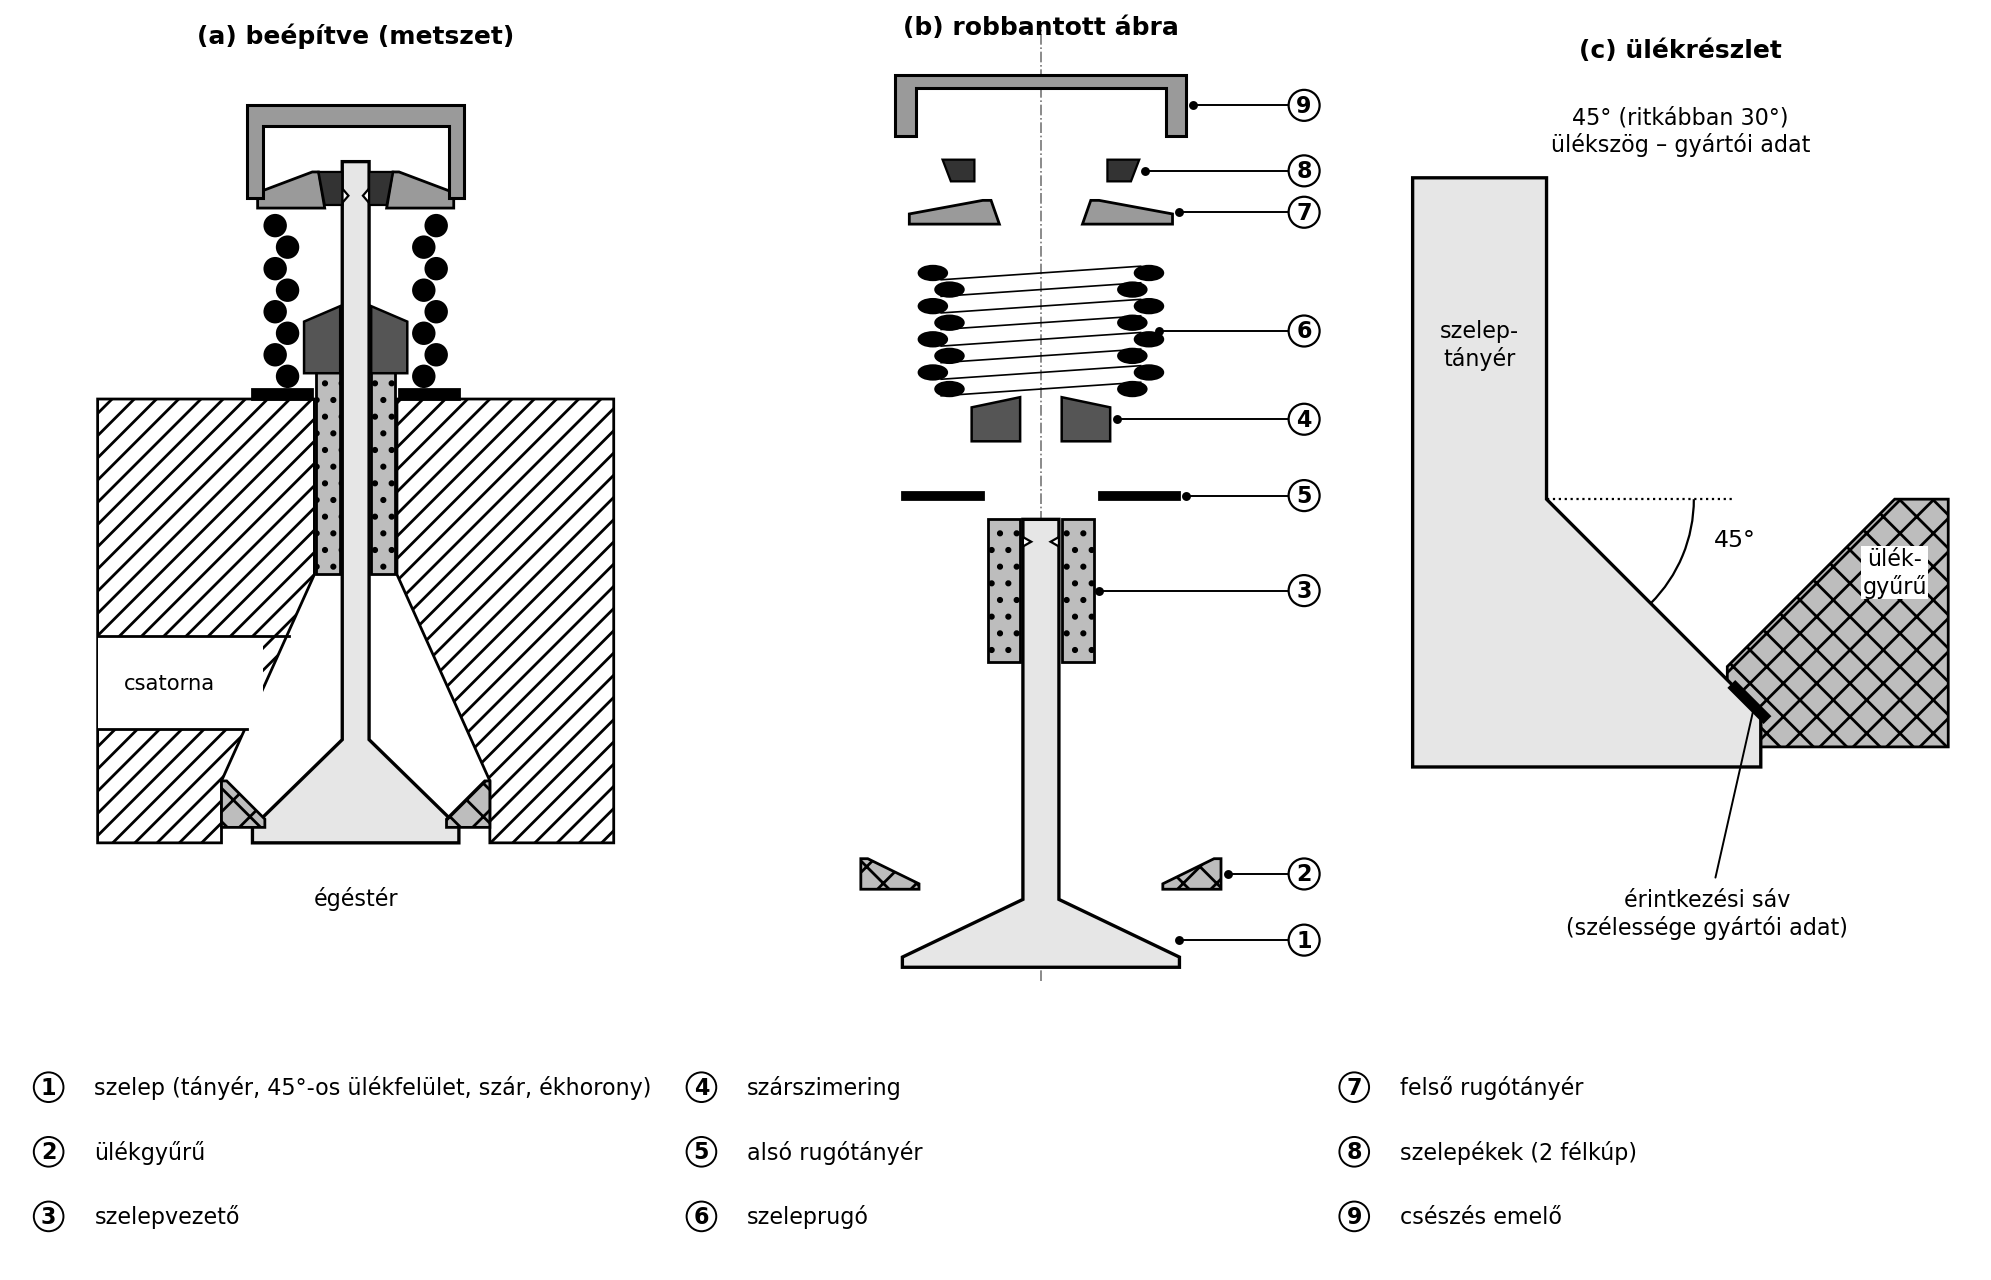 (a) beépítve (metszet)
csatorna
égéstér
(b) robbantott ábra
9
8
7
6
4
5
3
2
1
(c) ülékrészlet
45° (ritkábban 30°)
ülékszög – gyártói adat
szelep-
tányér
45°
ülék-
gyűrű
érintkezési sáv
(szélessége gyártói adat)
1 szelep (tányér, 45°-os ülékfelület, szár, ékhorony)
2 ülékgyűrű
3 szelepvezető
4 szárszimering
5 alsó rugótányér
6 szeleprugó
7 felső rugótányér
8 szelepékek (2 félkúp)
9 csészés emelő